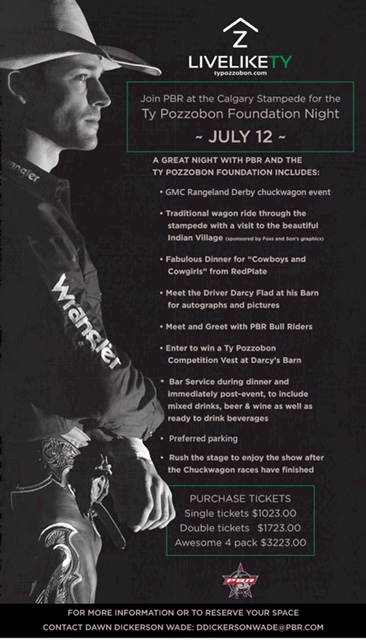 LIVELIKETY
typozzobon.com
Join PBR at the Calgary Stampede for the
Ty Pozzobon Foundation Night
~ JULY 12 ~
A GREAT NIGHT WITH PBR AND THE
TY POZZOBON FOUNDATION INCLUDES:
• GMC Rangeland Derby chuckwagon event
• Traditional wagon ride through the
stampede with a visit to the beautiful
Indian Village (sponsored by Foss and Son's graphics)
• Fabulous Dinner for "Cowboys and
Cowgirls" from RedPlate
• Meet the Driver Darcy Flad at his Barn
for autographs and pictures
• Meet and Greet with PBR Bull Riders
• Enter to win a Ty Pozzobon
Competition Vest at Darcy's Barn
• Bar Service during dinner and
immediately post-event, to include
mixed drinks, beer & wine as well as
ready to drink beverages
• Preferred parking
• Rush the stage to enjoy the show after
the Chuckwagon races have finished
Wrangler
Wrangler
PURCHASE TICKETS
Single tickets $1023.00
Double tickets $1723.00
Awesome 4 pack $3223.00
PBR
FOR MORE INFORMATION OR TO RESERVE YOUR SPACE
CONTACT DAWN DICKERSON WADE: DDICKERSONWADE@PBR.COM